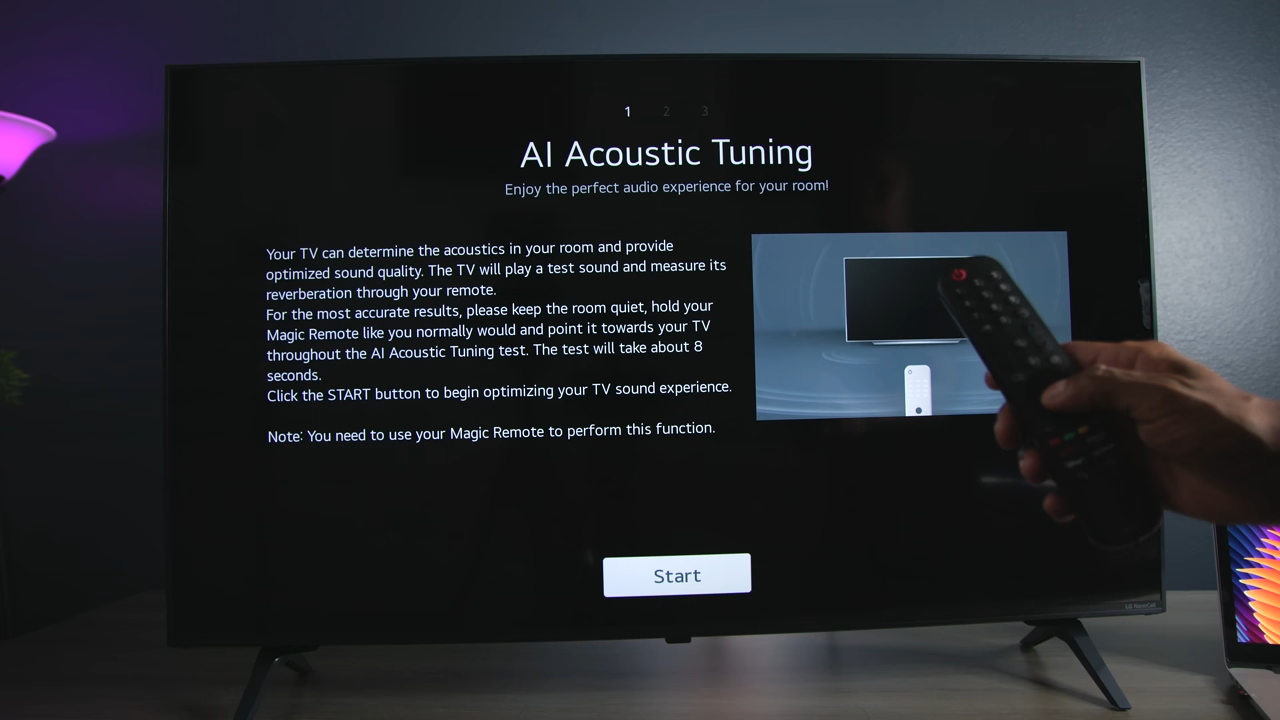 1 2 3
AI Acoustic Tuning
Enjoy the perfect audio experience for your room!
Your TV can determine the acoustics in your room and provide
optimized sound quality. The TV will play a test sound and measure its
reverberation through your remote.
For the most accurate results, please keep the room quiet, hold your
Magic Remote like you normally would and point it towards your TV
throughout the AI Acoustic Tuning test. The test will take about 8
seconds.
Click the START button to begin optimizing your TV sound experience.
Note: You need to use your Magic Remote to perform this function.
Start
LG NanoCell